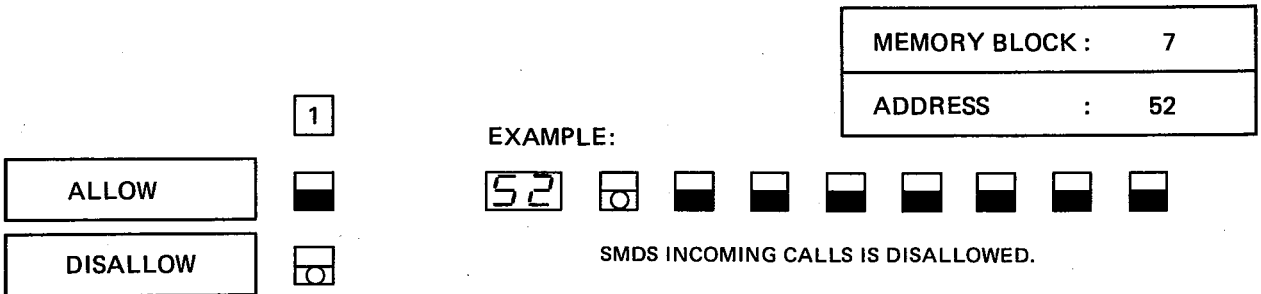 MEMORY BLOCK : 7
ADDRESS : 52
1
EXAMPLE:
ALLOW
52
DISALLOW
SMDS INCOMING CALLS IS DISALLOWED.